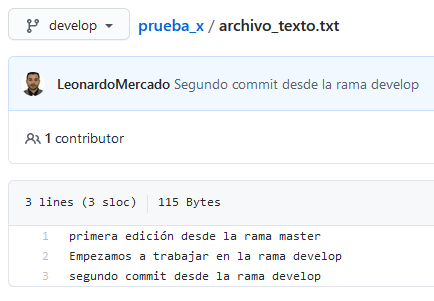 develop prueba_x / archivo_texto.txt
LeonardoMercado Segundo commit desde la rama develop
1 contributor
3 lines (3 sloc) 115 Bytes
1 primera edición desde la rama master
2 Empezamos a trabajar en la rama develop
3 segundo commit desde la rama develop